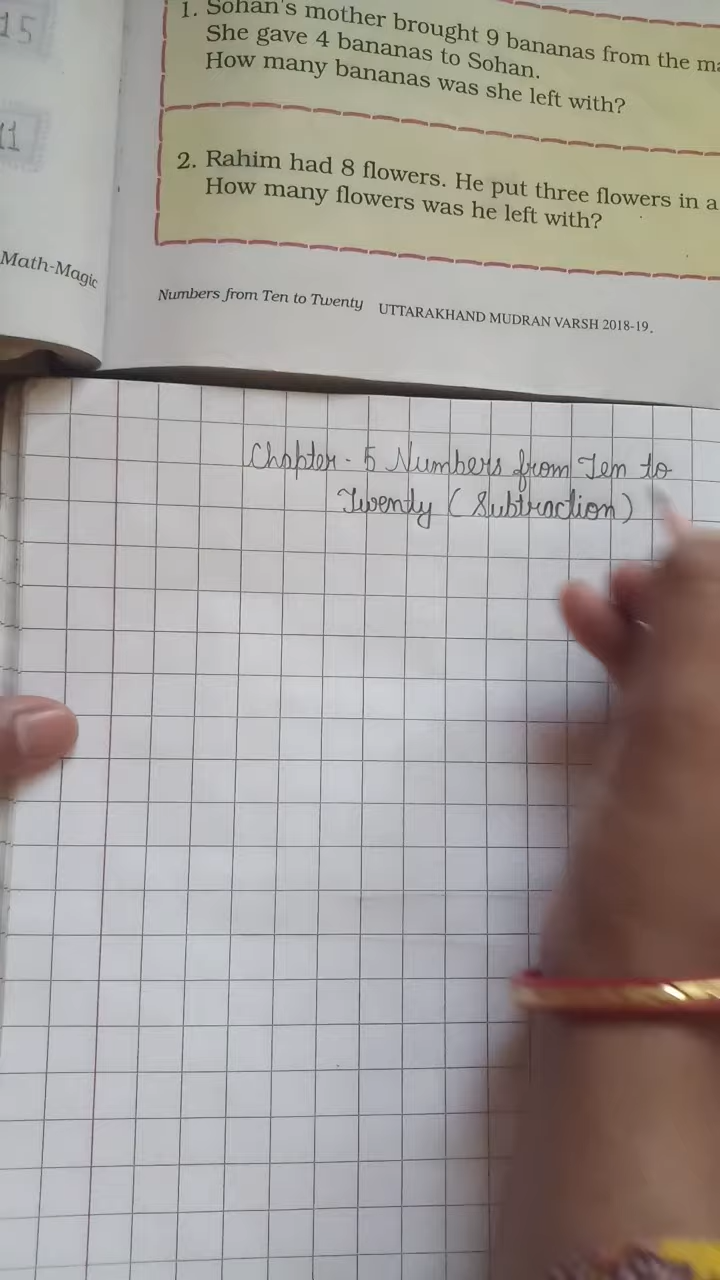 15
11
1. Sohan's mother brought 9 bananas from the
She gave 4 bananas to Sohan.
How many bananas was she left with?
2. Rahim had 8 flowers. He put three flowers in a
How many flowers was he left with?
Math-Magic
Numbers from Ten to Twenty UTTARAKHAND MUDRAN VARSH 2018-19.
Chapter - 5 Numbers from Ten to
Twenty (Subtraction)